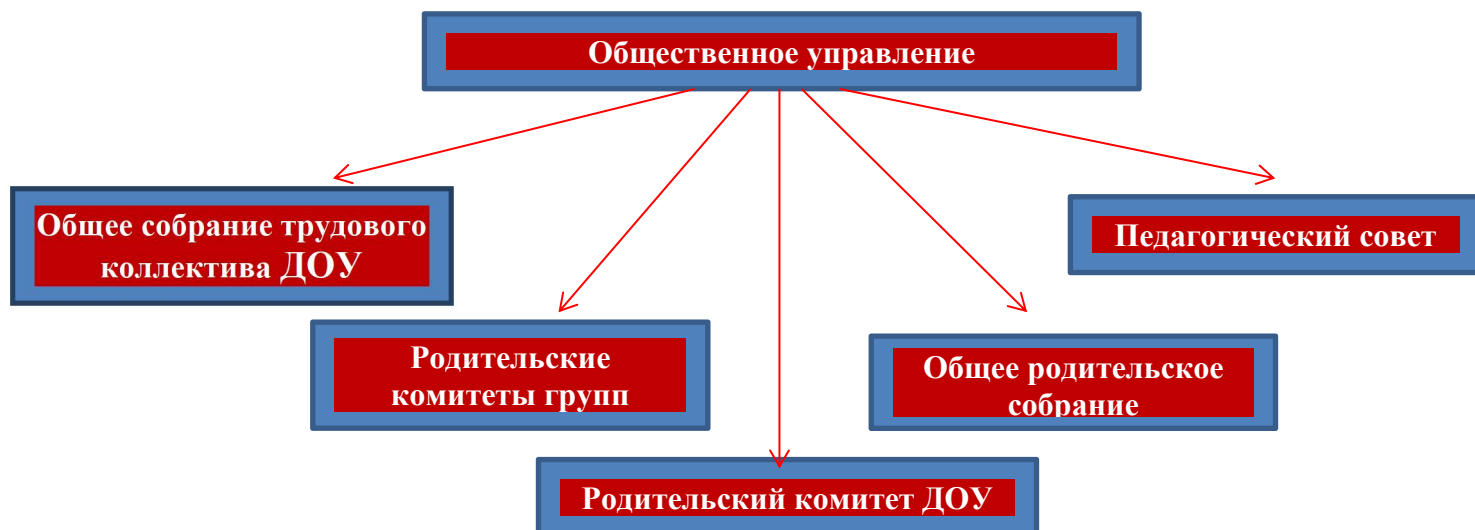 Общественное управление
Общее собрание трудового
коллектива ДОУ
Педагогический совет
Родительские
комитеты групп
Общее родительское
собрание
Родительский комитет ДОУ